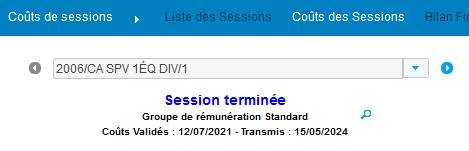 Coûts de sessions Liste des Sessions Coûts des Sessions Bilan Fi
2006/CA SPV 1ÉQ DIV/1
Session terminée
Groupe de rémunération Standard
Coûts Validés : 12/07/2021 - Transmis : 15/05/2024